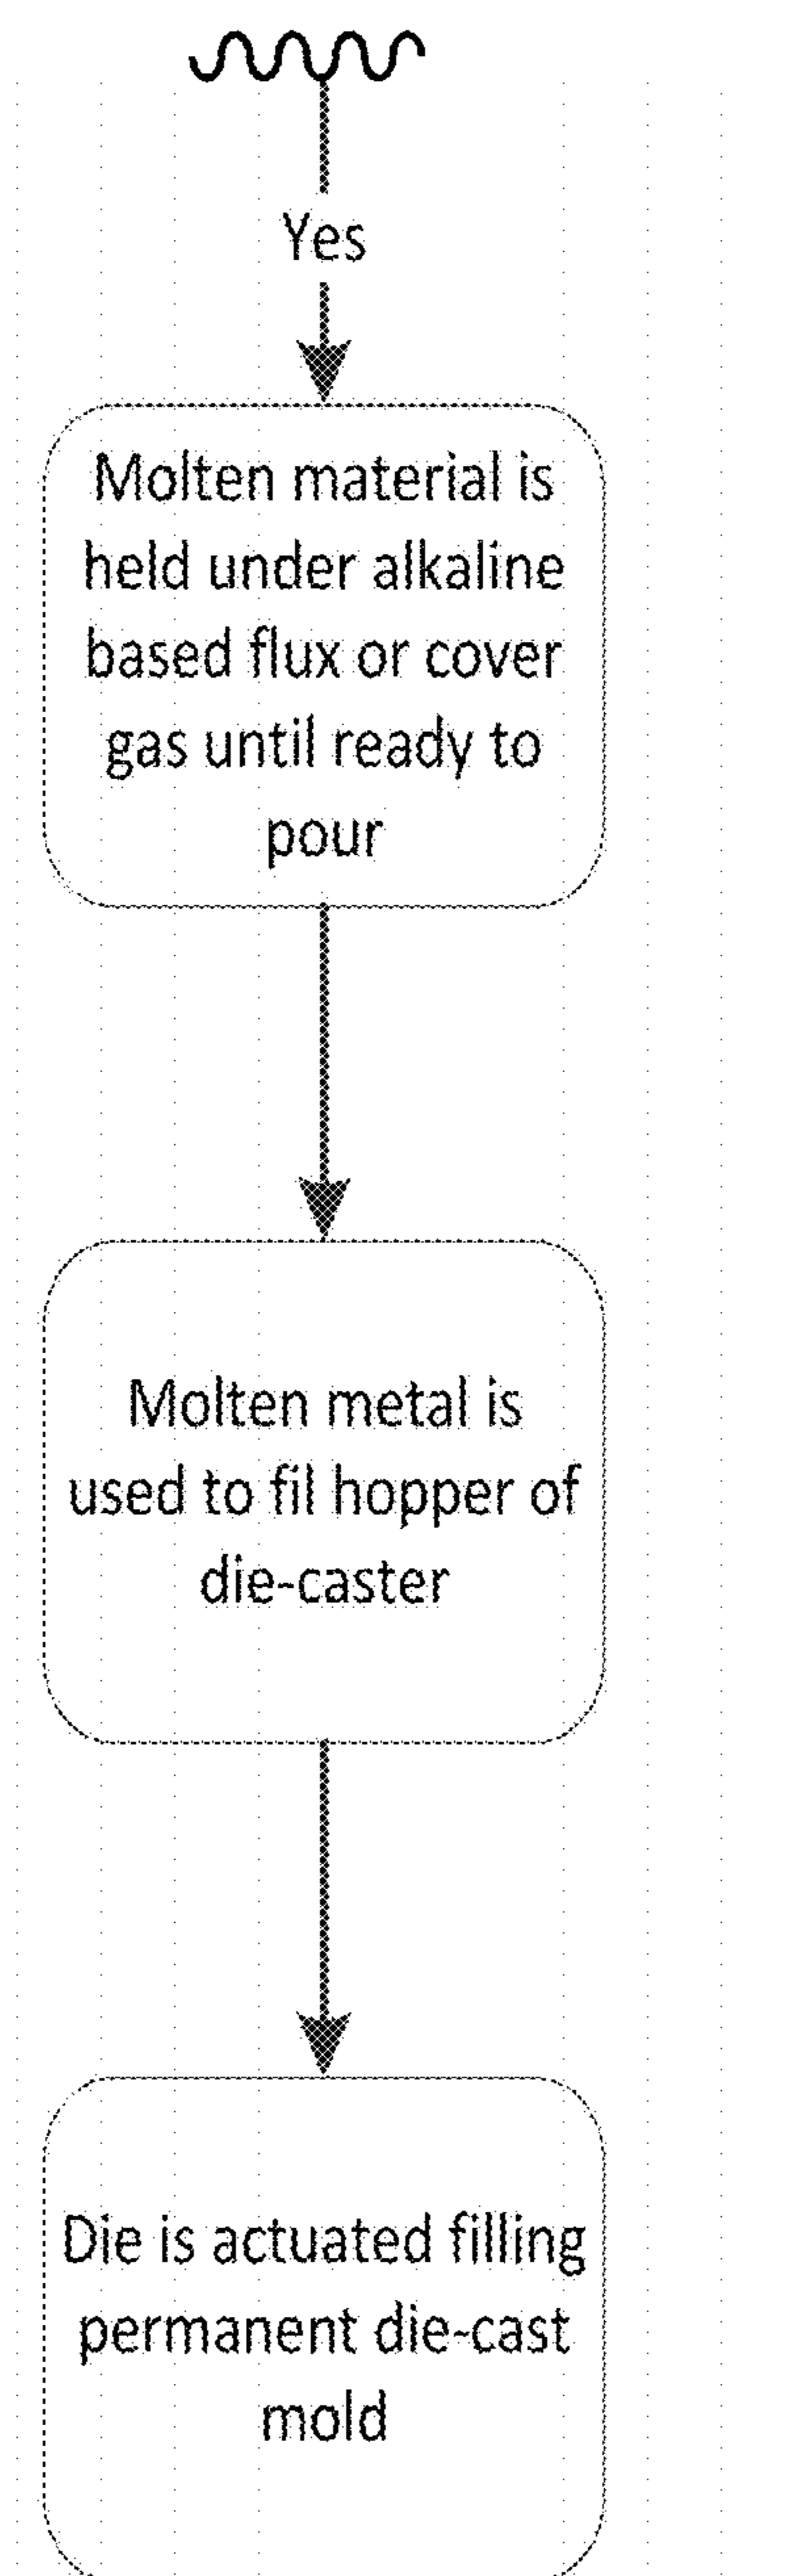 Yes
Molten material is
held under alkaline
based flux or cover
gas until ready to
pour
Molten metal is
used to fil hopper of
die-caster
Die is actuated filling
permanent die-cast
mold